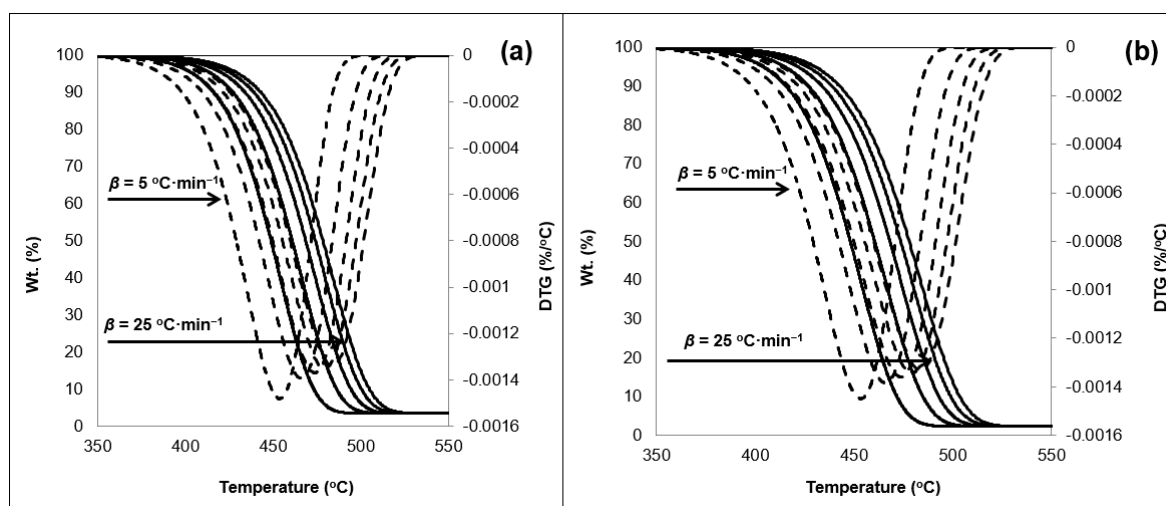 (a)
100
90
80
70
60
50
40
30
20
10
0
Wt. (%)
β = 5 °C·min⁻¹
β = 25 °C·min⁻¹
0
-0.0002
-0.0004
-0.0006
-0.0008
-0.001
-0.0012
-0.0014
-0.0016
DTG (%/°C)
350 400 450 500 550
Temperature (°C)
(b)
100
90
80
70
60
50
40
30
20
10
0
Wt. (%)
β = 5 °C·min⁻¹
β = 25 °C·min⁻¹
0
-0.0002
-0.0004
-0.0006
-0.0008
-0.001
-0.0012
-0.0014
-0.0016
DTG (%/°C)
350 400 450 500 550
Temperature (°C)